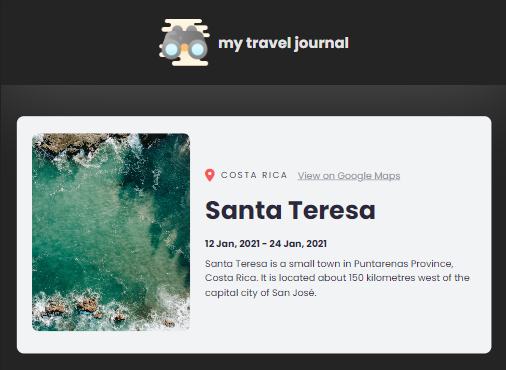 my travel journal
COSTA RICA View on Google Maps
Santa Teresa
12 Jan, 2021 - 24 Jan, 2021
Santa Teresa is a small town in Puntarenas Province,
Costa Rica. It is located about 150 kilometres west of the
capital city of San José.